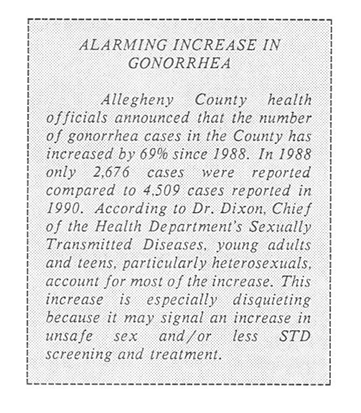 ALARMING INCREASE IN
GONORRHEA
Allegheny County health
officials announced that the number
of gonorrhea cases in the County has
increased by 69% since 1988. In 1988
only 2,676 cases were reported
compared to 4,509 cases reported in
1990. According to Dr. Dixon, Chief
of the Health Department's Sexually
Transmitted Diseases, young adults
and teens, particularly heterosexuals,
account for most of the increase. This
increase is especially disquieting
because it may signal an increase in
unsafe sex and/or less STD
screening and treatment.